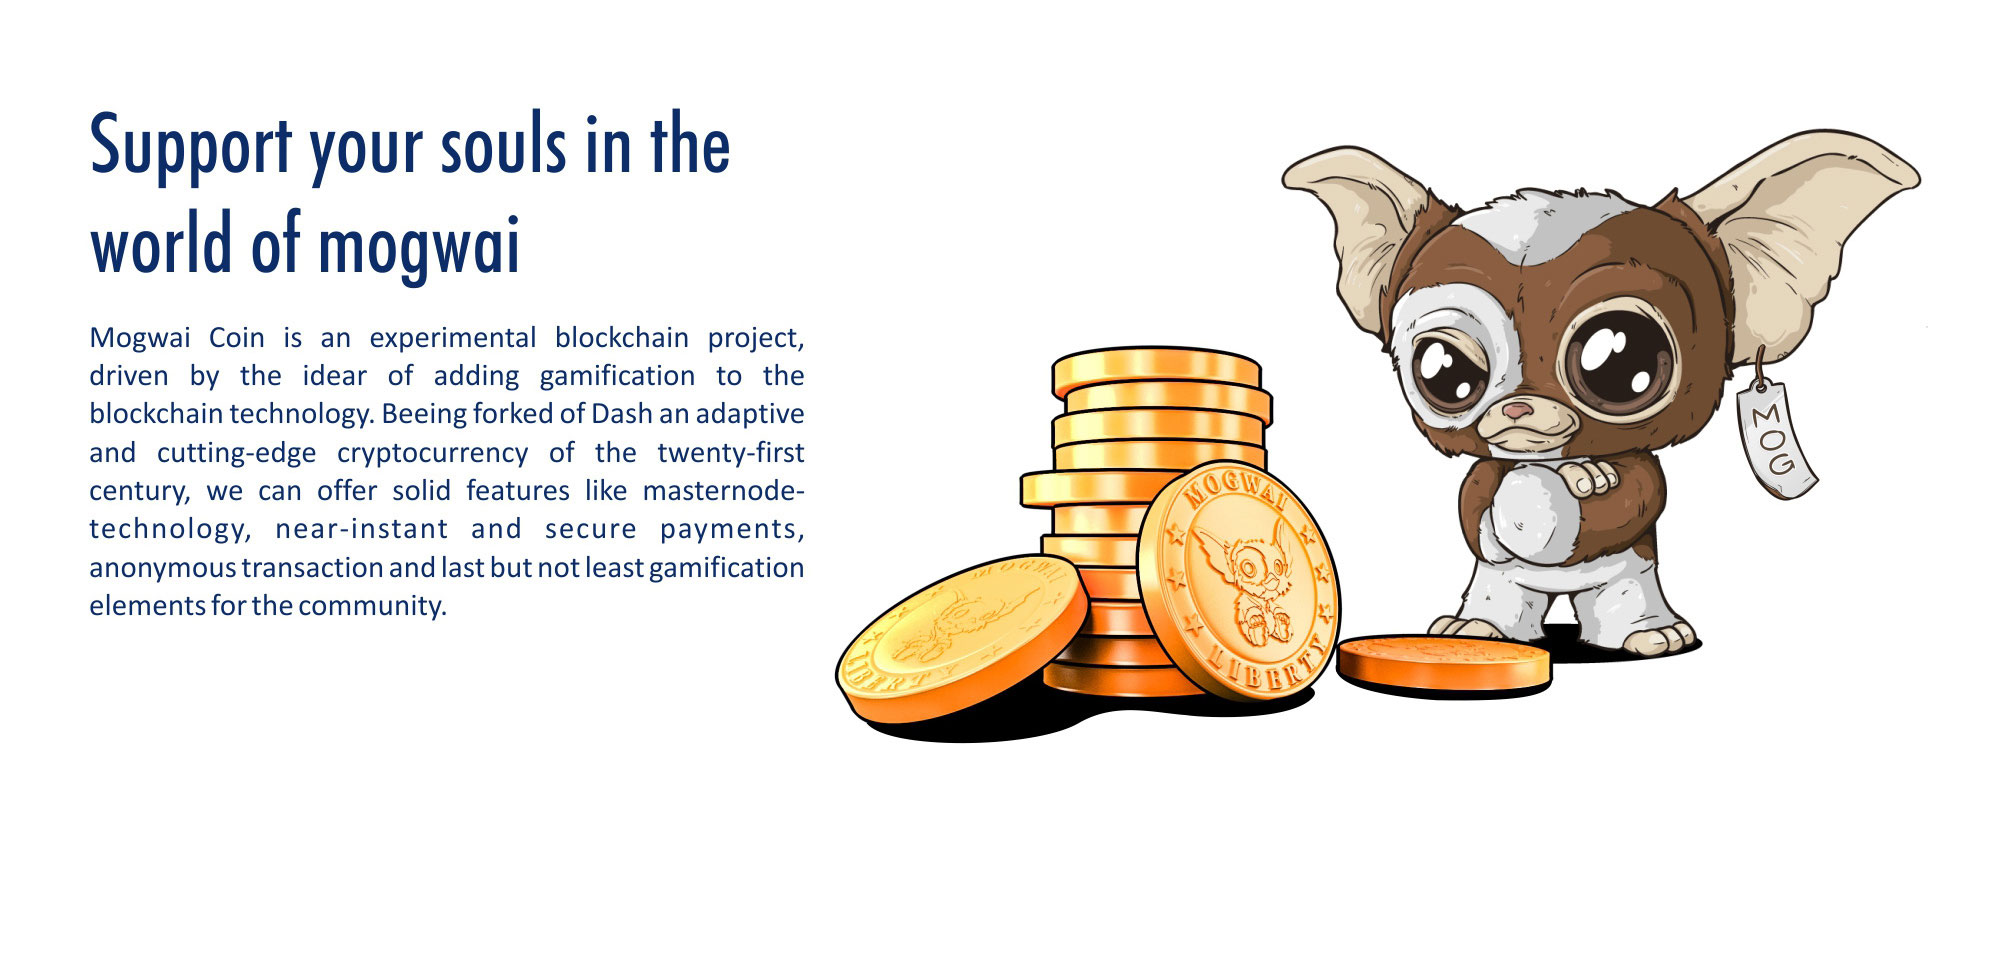 Support your souls in the
world of mogwai
Mogwai Coin is an experimental blockchain project,
driven by the idear of adding gamification to the
blockchain technology. Beeing forked of Dash an adaptive
and cutting-edge cryptocurrency of the twenty-first
century, we can offer solid features like masternode-
technology, near-instant and secure payments,
anonymous transaction and last but not least gamification
elements for the community.
MOG
MOGWAI
LIBERTY
MOGWAI
LIBERTY